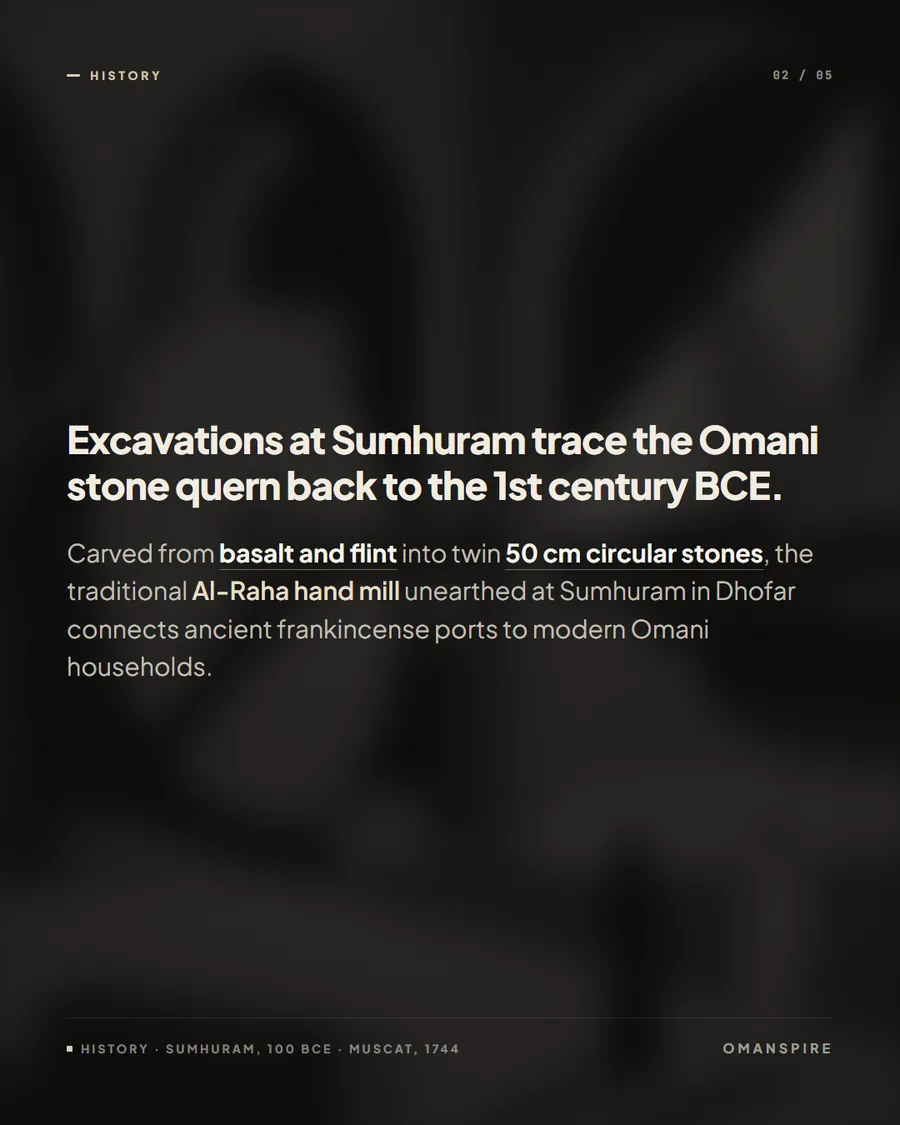 — HISTORY
02 / 05
Excavations at Sumhuram trace the Omani
stone quern back to the 1st century BCE.
Carved from basalt and flint into twin 50 cm circular stones, the
traditional Al-Raha hand mill unearthed at Sumhuram in Dhofar
connects ancient frankincense ports to modern Omani
households.
HISTORY · SUMHURAM, 100 BCE · MUSCAT, 1744
OMANSPIRE